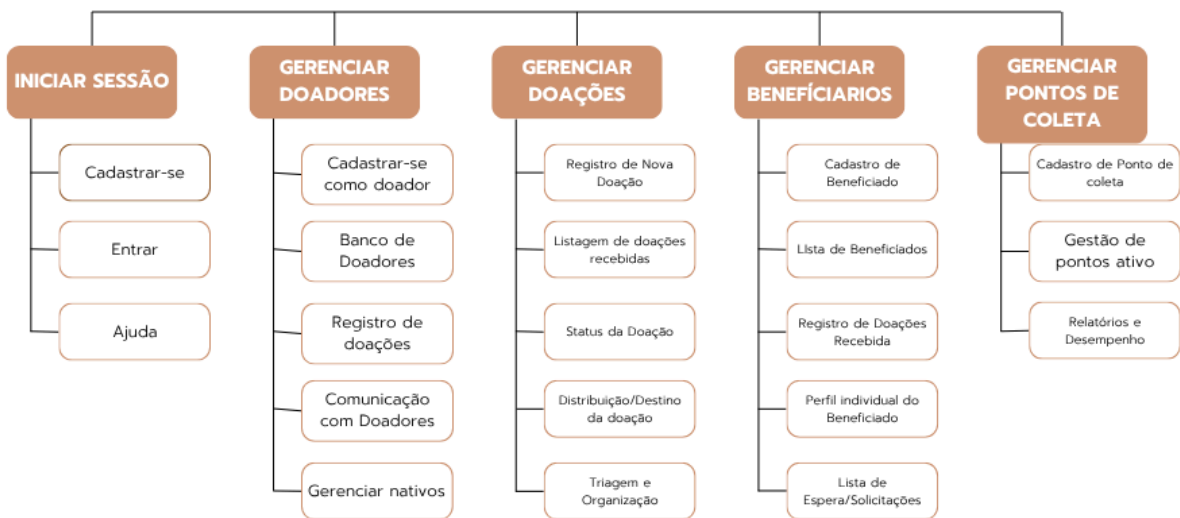 INICIAR SESSÃO
Cadastrar-se
Entrar
Ajuda
GERENCIAR
DOADORES
Cadastrar-se
como doador
Banco de
Doadores
Registro de
doações
Comunicação
com Doadores
Gerenciar nativos
GERENCIAR
DOAÇÕES
Registro de Nova
Doação
Listagem de doações
recebidas
Status da Doação
Distribuição/Destino
da doação
Triagem e
Organização
GERENCIAR
BENEFÍCIARIOS
Cadastro de
Beneficiado
LIsta de Beneficiados
Registro de Doações
Recebida
Perfil individual do
Beneficiado
Lista de
Espera/Solicitações
GERENCIAR
PONTOS DE
COLETA
Cadastro de Ponto de
coleta
Gestão de
pontos ativo
Relatórios e
Desempenho